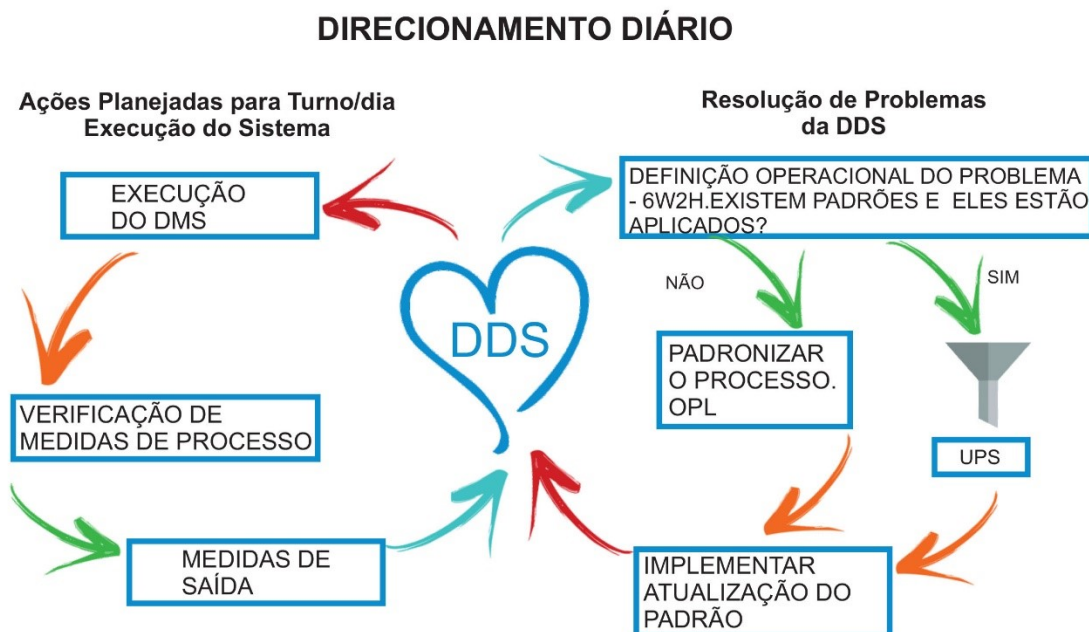 DIRECIONAMENTO DIÁRIO
Ações Planejadas para Turno/dia
Execução do Sistema
EXECUÇÃO
DO DMS
VERIFICAÇÃO DE
MEDIDAS DE PROCESSO
MEDIDAS DE
SAÍDA
DDS
Resolução de Problemas
da DDS
DEFINIÇÃO OPERACIONAL DO PROBLEMA
- 6W2H.EXISTEM PADRÕES E ELES ESTÃO
APLICADOS?
NÃO
SIM
PADRONIZAR
O PROCESSO.
OPL
UPS
IMPLEMENTAR
ATUALIZAÇÃO DO
PADRÃO